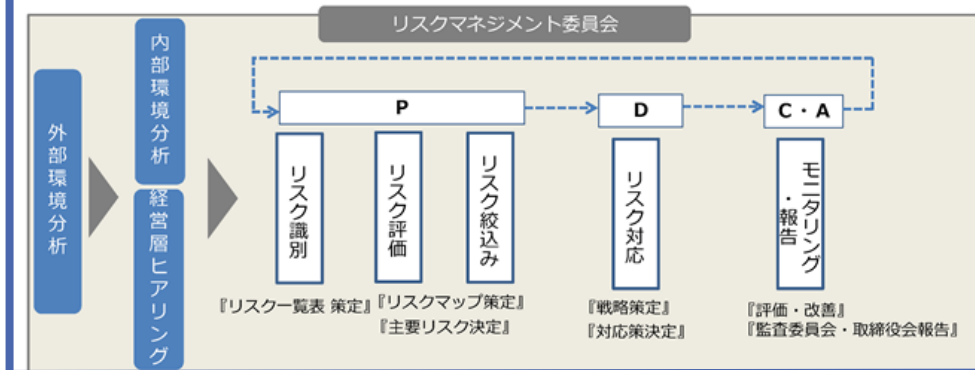 リスクマネジメント委員会
外部環境分析
内部環境分析
経営層ヒアリング
P
D
C・A
リスク識別
リスク評価
リスク絞込み
リスク対応
モニタリング
・報告
『リスク一覧表 策定』
『リスクマップ策定』
『主要リスク決定』
『戦略策定』
『対応策決定』
『評価・改善』
『監査委員会・取締役会報告』